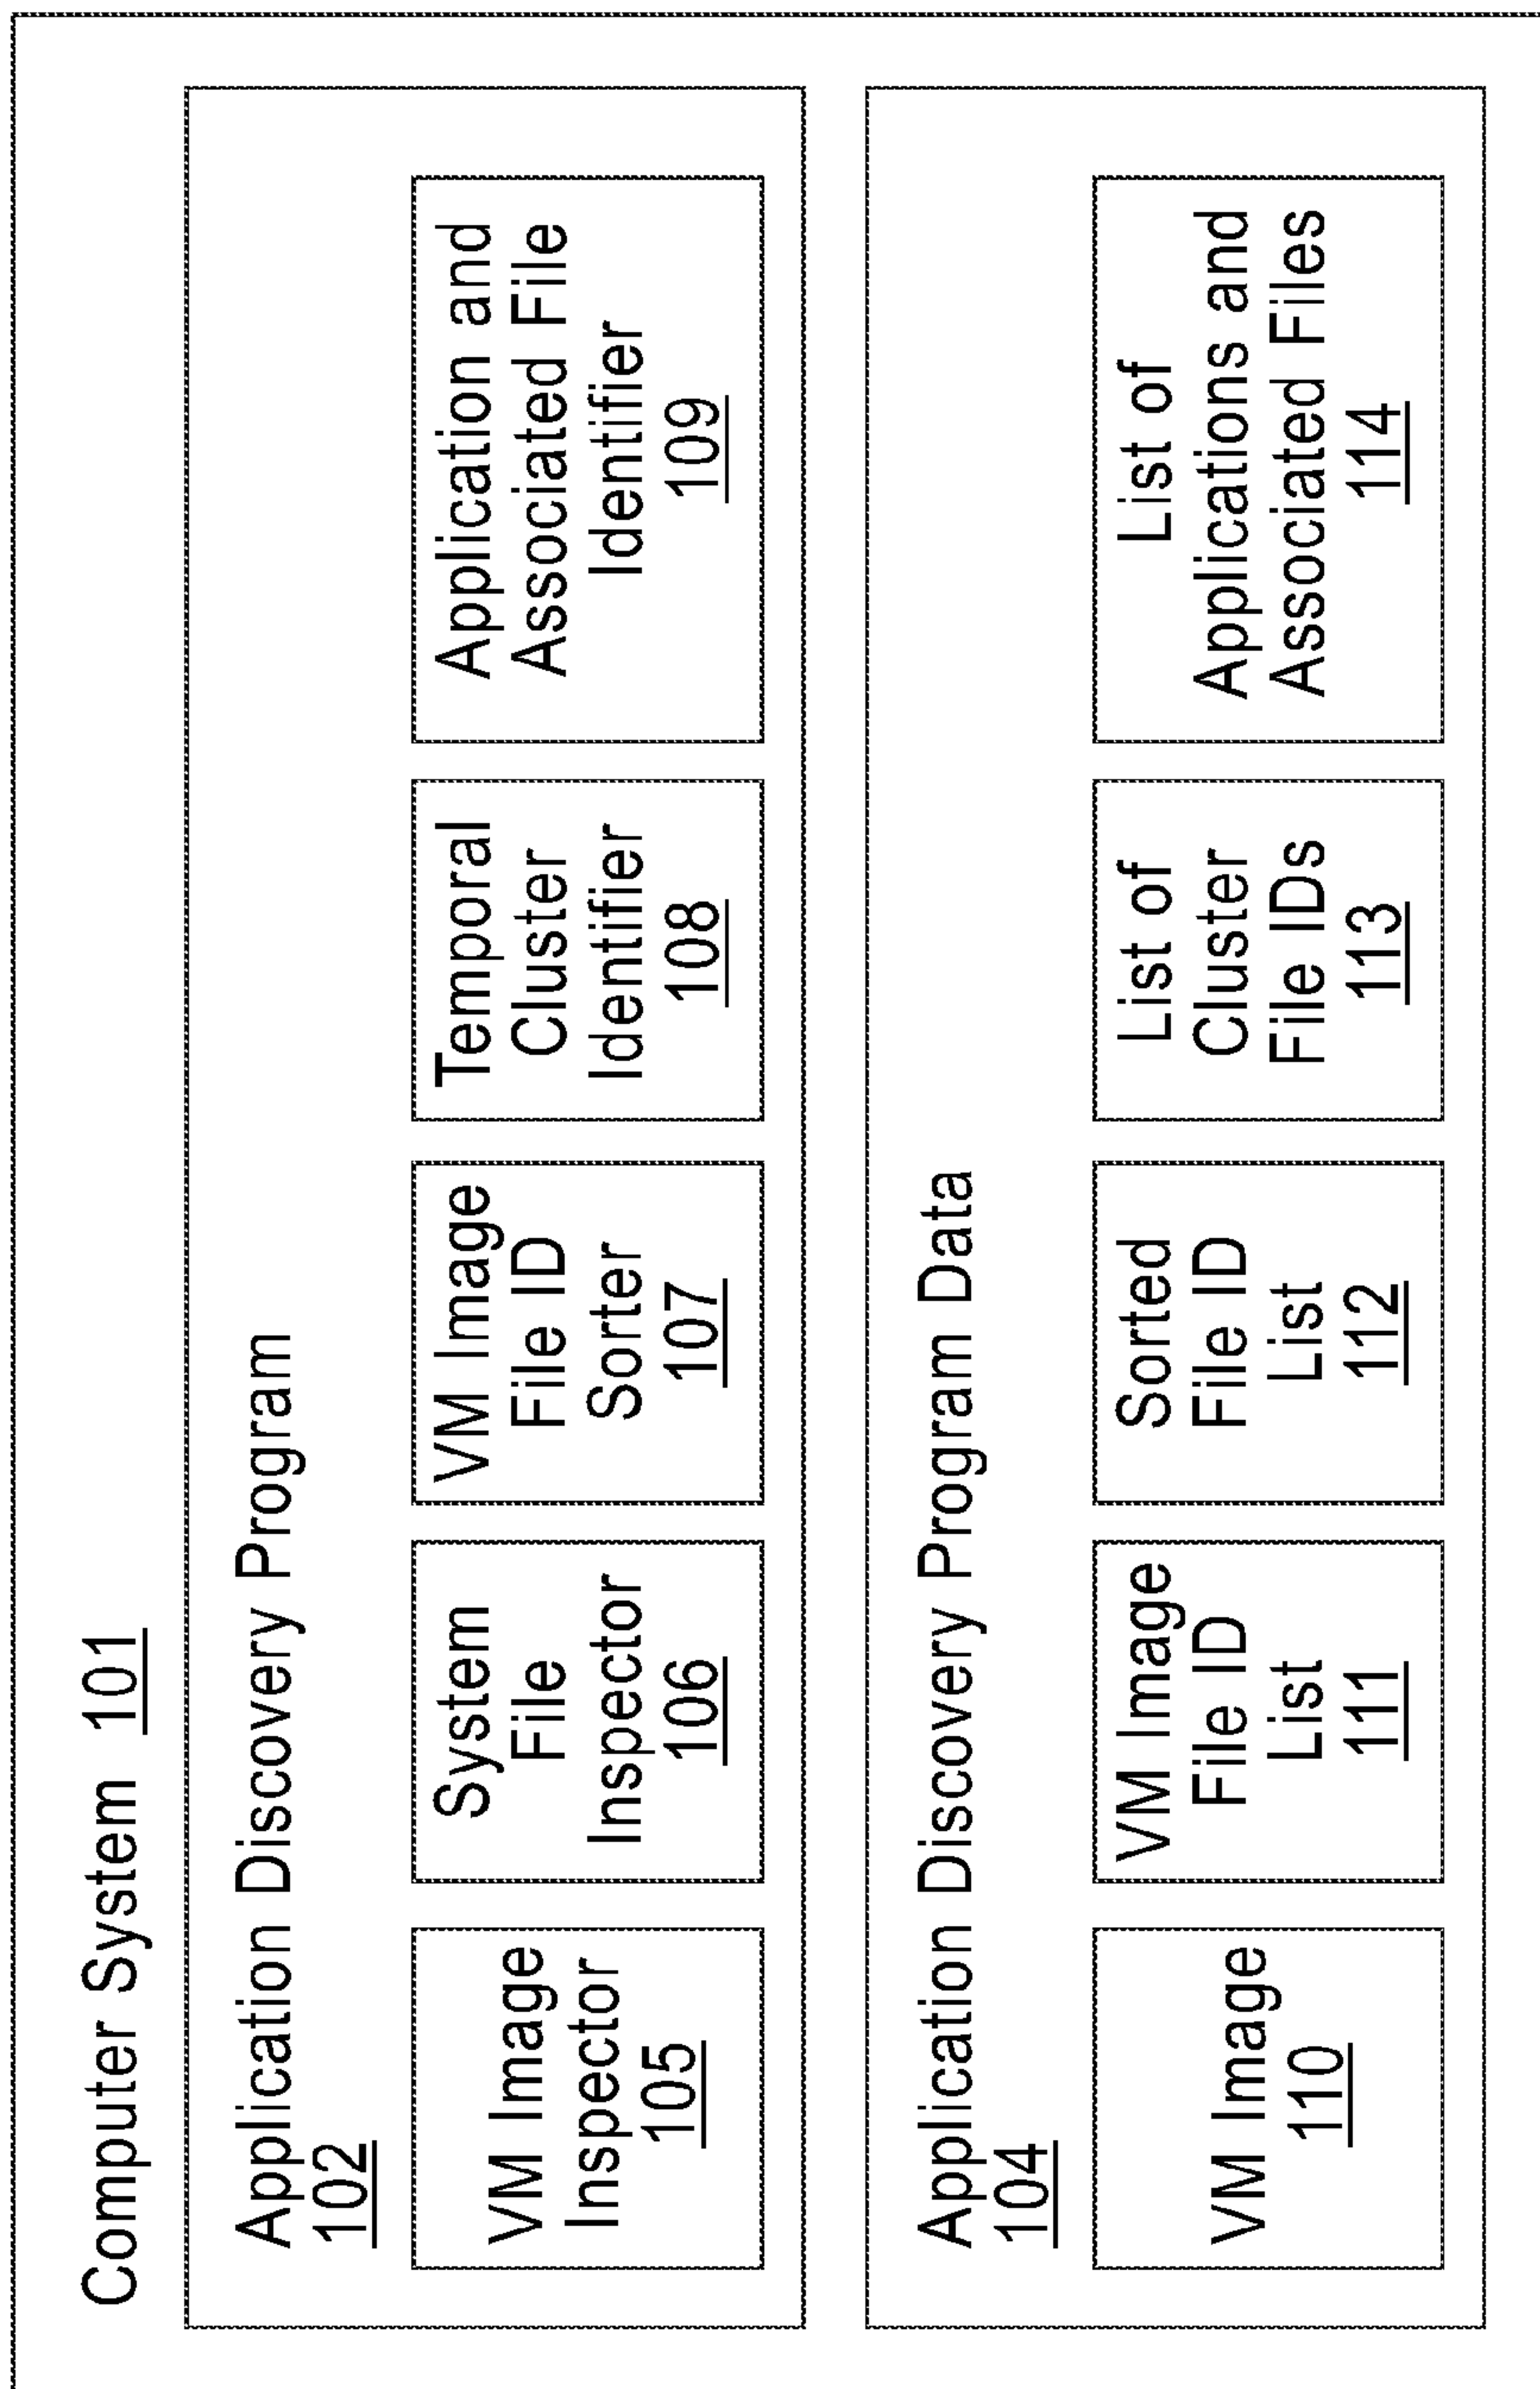 Computer System 101
Application Discovery Program
102
VM Image
Inspector
105
System
File
Inspector
106
VM Image
File ID
Sorter
107
Temporal
Cluster
Identifier
108
Application and
Associated File
Identifier
109
Application Discovery Program Data
104
VM Image
110
VM Image
File ID
List
111
Sorted
File ID
List
112
List of
Cluster
File IDs
113
List of
Applications and
Associated Files
114